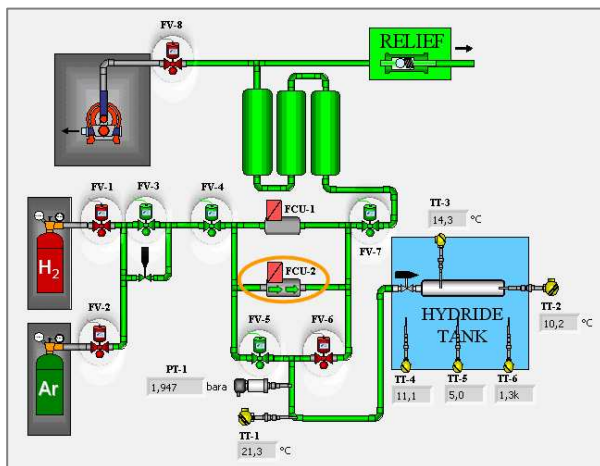 FV-8
RELIEF
FV-1
FV-3
FV-4
FCU-1
FV-7
TT-3
14,3 °C
H2
FCU-2
FV-2
FV-5
FV-6
HYDRIDE
TANK
TT-2
10,2 °C
Ar
PT-1
1,947 bara
TT-4
TT-5
TT-6
11,1
5,0
1,3k
TT-1
21,3 °C